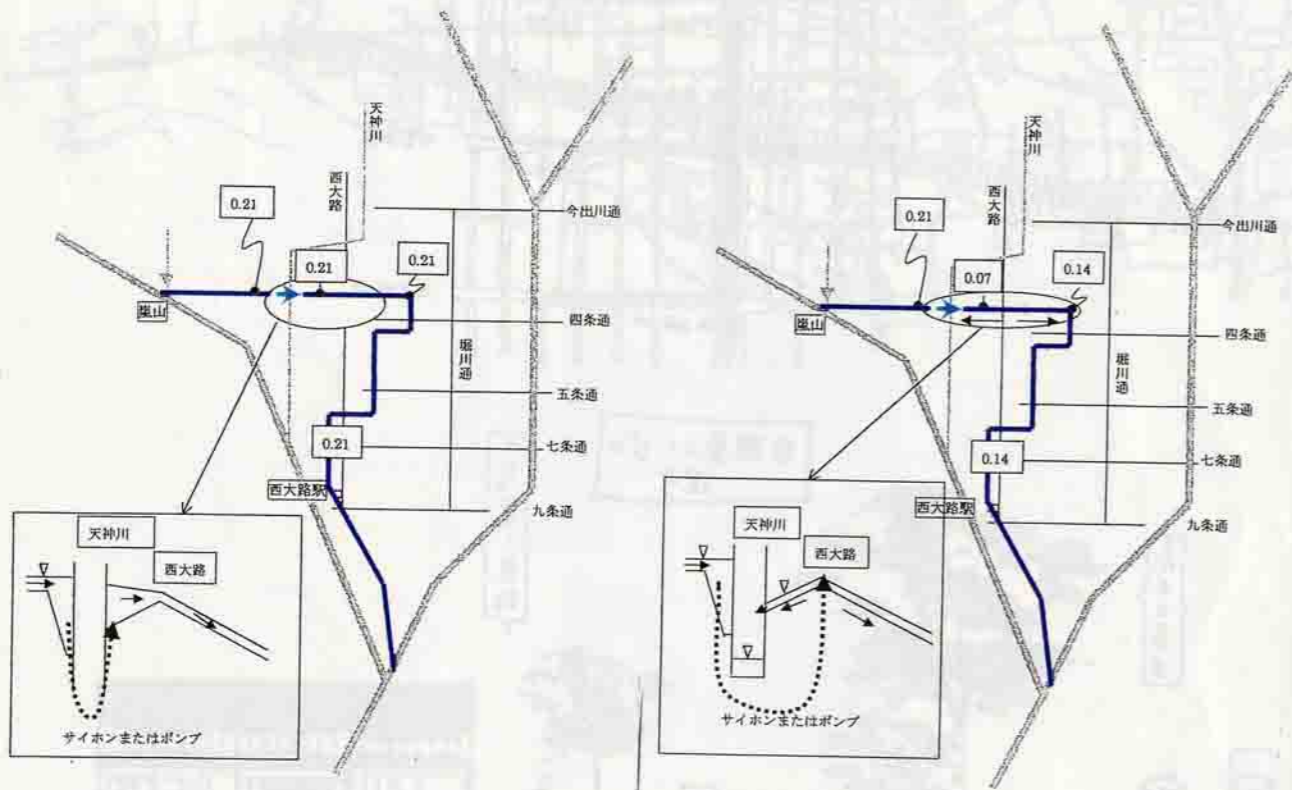 天神川
西大路
0.21
0.21
0.21
今出川通
嵐山
四条通
堀川通
五条通
0.21
七条通
西大路駅
九条通
天神川
西大路
サイホンまたはポンプ
天神川
西大路
0.21
0.07
0.14
今出川通
嵐山
四条通
堀川通
五条通
0.14
七条通
西大路駅
九条通
天神川
西大路
サイホンまたはポンプ